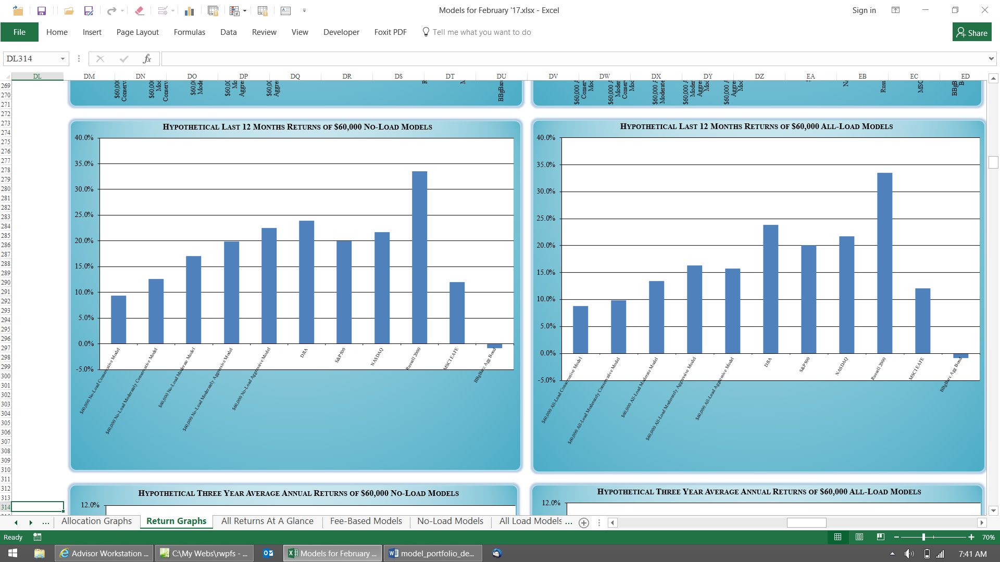 Models for February '17.xlsx - Excel
Sign in
File Home Insert Page Layout Formulas Data Review View Developer Foxit PDF Tell me what you want to do
Share
DL314
fx
DL DM DN DO DP DQ DR DS DT DU DV DW DX DY DZ EA EB EC ED
269
270
271
272
273
274
275
276
277
278
279
280
281
282
283
284
285
286
287
288
289
290
291
292
293
294
295
296
297
298
299
300
301
302
303
304
305
306
307
308
309
310
311
312
313
314
HYPOTHETICAL LAST 12 MONTHS RETURNS OF $60,000 NO-LOAD MODELS
40.0%
35.0%
30.0%
25.0%
20.0%
15.0%
10.0%
5.0%
0.0%
-5.0%
$60,000 No-Load Conservative Model
$60,000 No-Load Moderately Conservative Model
$60,000 No-Load Moderate Model
$60,000 No-Load Moderately Aggressive Model
$60,000 No-Load Aggressive Model
DJIA
S&P 500
NASDAQ
Russell 2000
MSCI EAFE
BBgBarc Agg Bond
HYPOTHETICAL LAST 12 MONTHS RETURNS OF $60,000 ALL-LOAD MODELS
40.0%
35.0%
30.0%
25.0%
20.0%
15.0%
10.0%
5.0%
0.0%
-5.0%
$60,000 All-Load Conservative Model
$60,000 All-Load Moderately Conservative Model
$60,000 All-Load Moderate Model
$60,000 All-Load Moderately Aggressive Model
$60,000 All-Load Aggressive Model
DJIA
S&P 500
NASDAQ
Russell 2000
MSCI EAFE
BBgBarc Agg Bond
HYPOTHETICAL THREE YEAR AVERAGE ANNUAL RETURNS OF $60,000 NO-LOAD MODELS
12.0%
HYPOTHETICAL THREE YEAR AVERAGE ANNUAL RETURNS OF $60,000 ALL-LOAD MODELS
12.0%
... Allocation Graphs Return Graphs All Returns At A Glance Fee-Based Models No-Load Models All Load Models ...
Ready
70%
Advisor Workstation ... C:\My Webs\rwpfs - ... Models for February ... model_portfolio_de... 7:41 AM